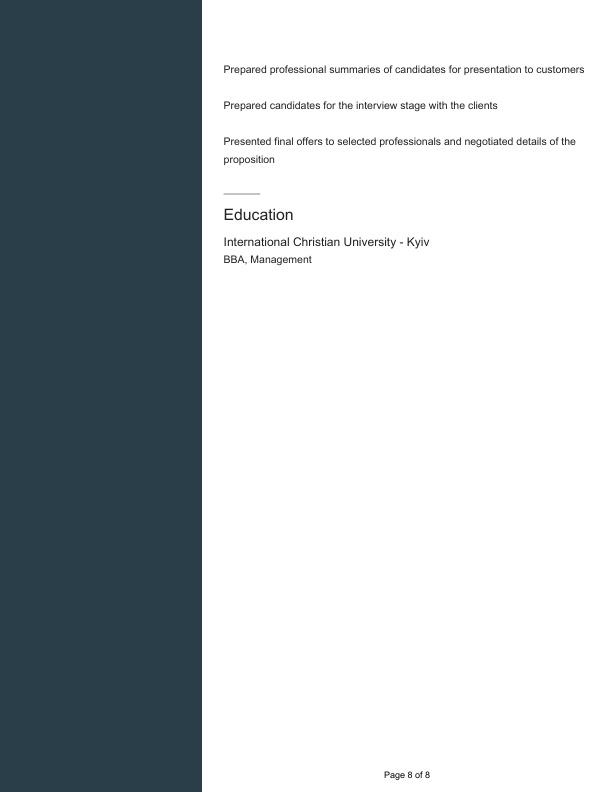 Prepared professional summaries of candidates for presentation to customers
Prepared candidates for the interview stage with the clients
Presented final offers to selected professionals and negotiated details of the
proposition
Education
International Christian University - Kyiv
BBA, Management
Page 8 of 8